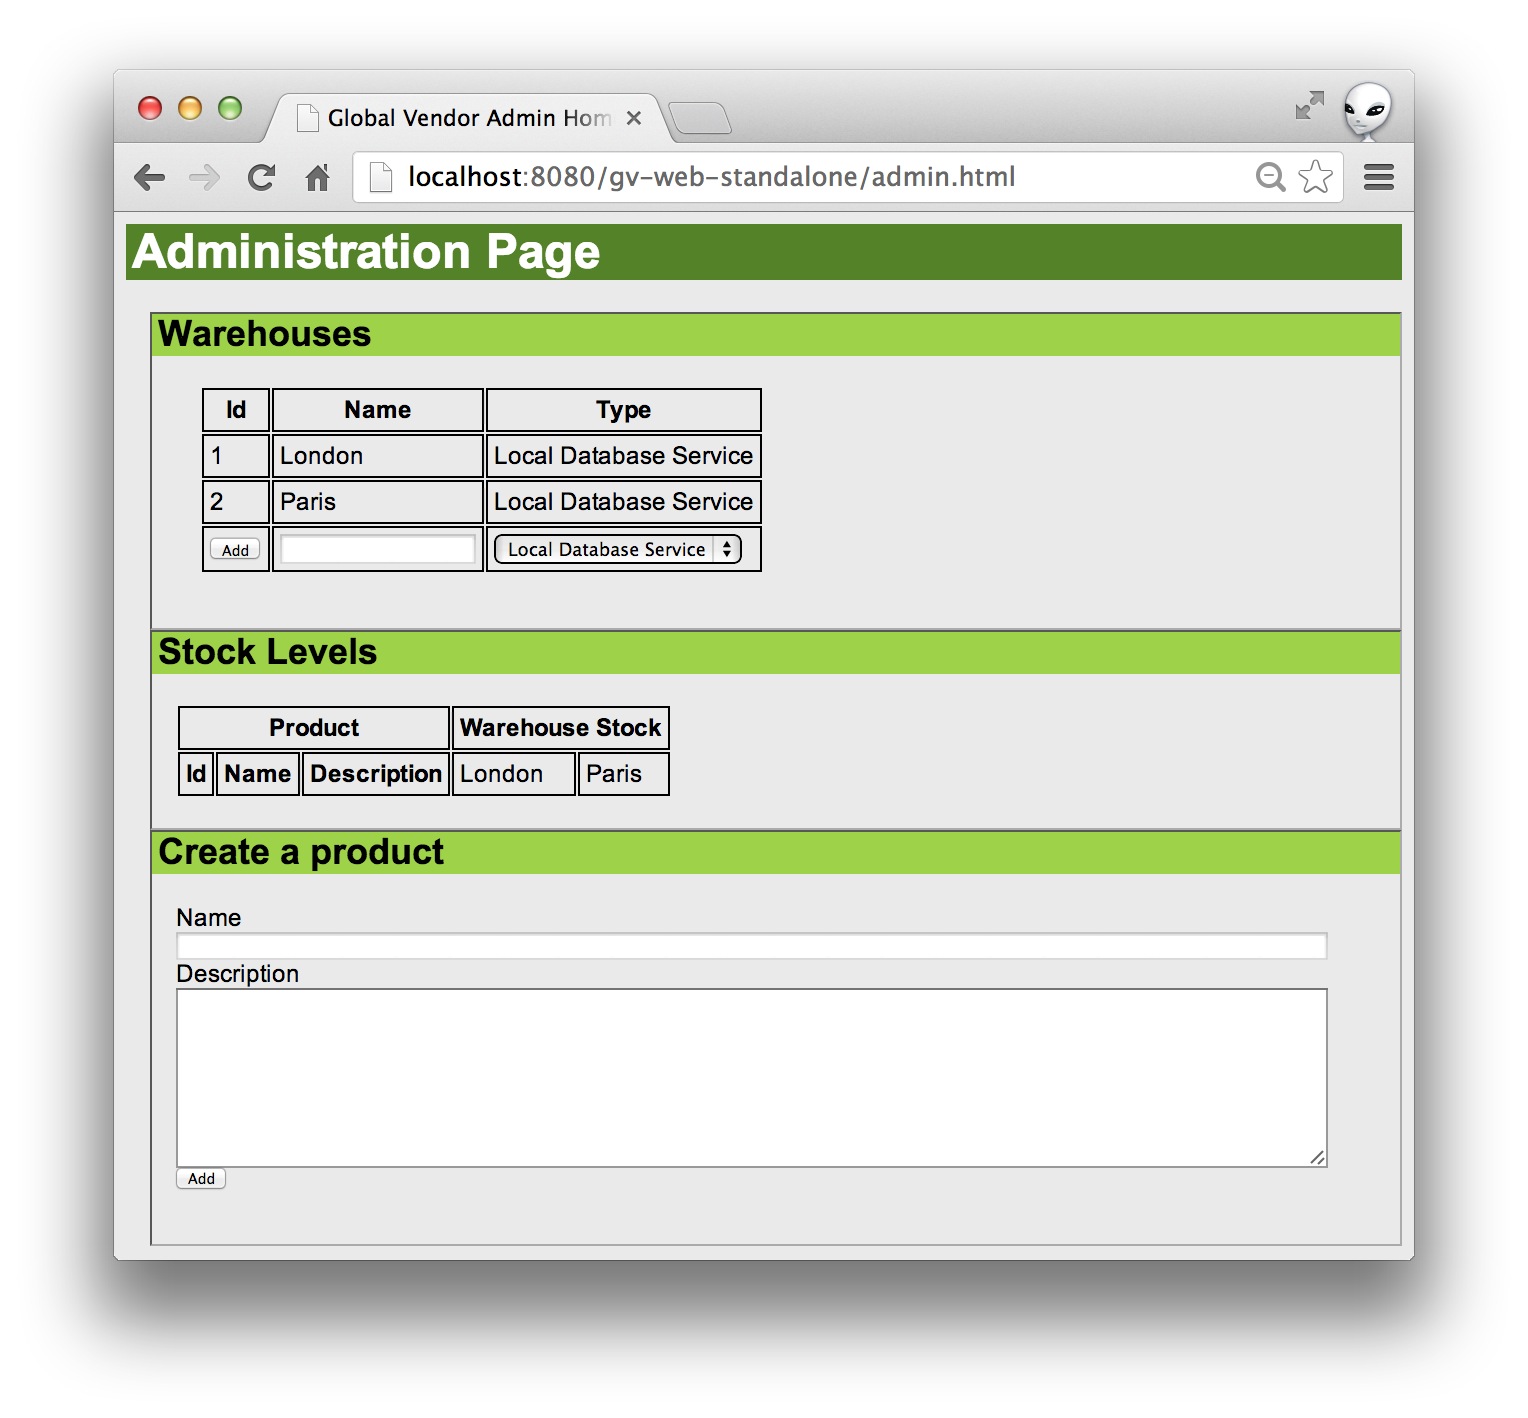 Global Vendor Admin Hom
localhost:8080/gv-web-standalone/admin.html
Administration Page
Warehouses
Id Name Type
1 London Local Database Service
2 Paris Local Database Service
Add Local Database Service
Stock Levels
Product Warehouse Stock
Id Name Description London Paris
Create a product
Name
Description
Add